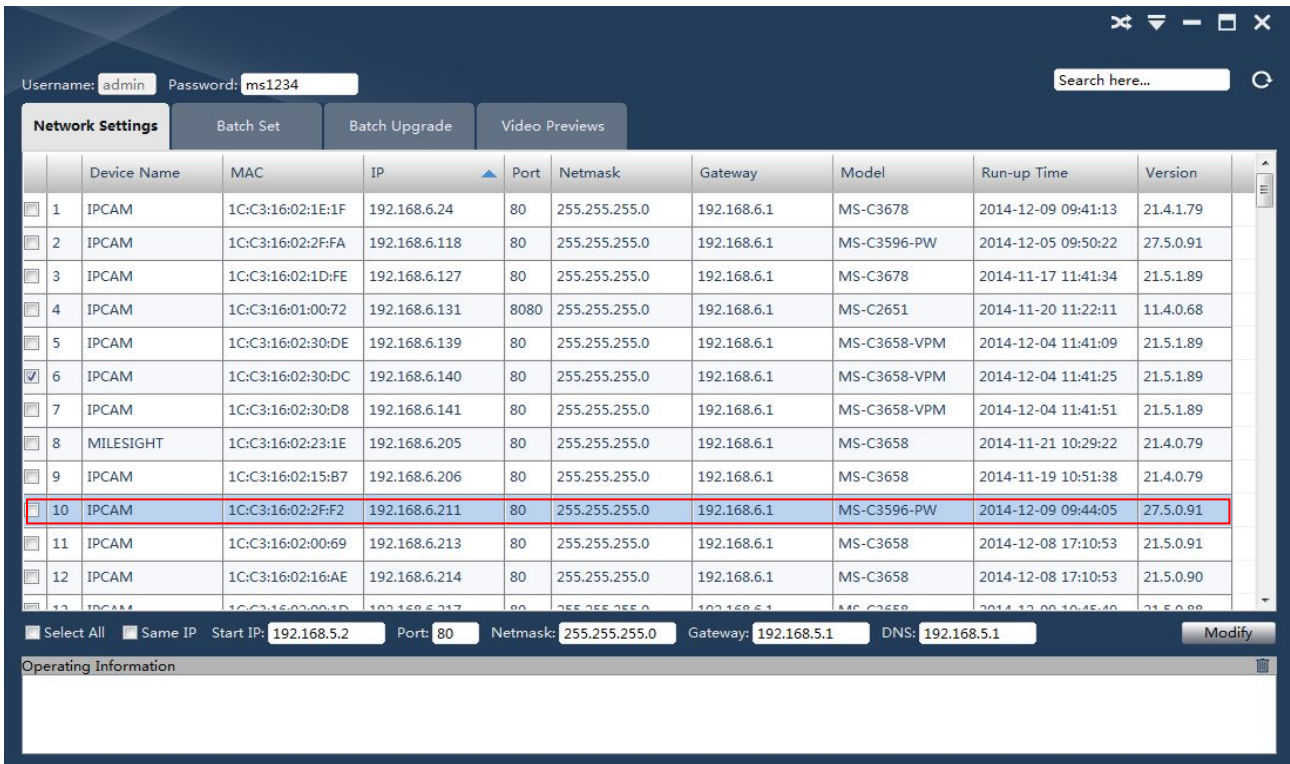 Username: admin Password: ms1234 Search here...
Network Settings Batch Set Batch Upgrade Video Previews
Device Name MAC IP Port Netmask Gateway Model Run-up Time Version
1 IPCAM 1C:C3:16:02:1E:1F 192.168.6.24 80 255.255.255.0 192.168.6.1 MS-C3678 2014-12-09 09:41:13 21.4.1.79
2 IPCAM 1C:C3:16:02:2F:FA 192.168.6.118 80 255.255.255.0 192.168.6.1 MS-C3596-PW 2014-12-05 09:50:22 27.5.0.91
3 IPCAM 1C:C3:16:02:1D:FE 192.168.6.127 80 255.255.255.0 192.168.6.1 MS-C3678 2014-11-17 11:41:34 21.5.1.89
4 IPCAM 1C:C3:16:01:00:72 192.168.6.131 8080 255.255.255.0 192.168.6.1 MS-C2651 2014-11-20 11:22:11 11.4.0.68
5 IPCAM 1C:C3:16:02:30:DE 192.168.6.139 80 255.255.255.0 192.168.6.1 MS-C3658-VPM 2014-12-04 11:41:09 21.5.1.89
6 IPCAM 1C:C3:16:02:30:DC 192.168.6.140 80 255.255.255.0 192.168.6.1 MS-C3658-VPM 2014-12-04 11:41:25 21.5.1.89
7 IPCAM 1C:C3:16:02:30:D8 192.168.6.141 80 255.255.255.0 192.168.6.1 MS-C3658-VPM 2014-12-04 11:41:51 21.5.1.89
8 MILESIGHT 1C:C3:16:02:23:1E 192.168.6.205 80 255.255.255.0 192.168.6.1 MS-C3658 2014-11-21 10:29:22 21.4.0.79
9 IPCAM 1C:C3:16:02:15:B7 192.168.6.206 80 255.255.255.0 192.168.6.1 MS-C3658 2014-11-19 10:51:38 21.4.0.79
10 IPCAM 1C:C3:16:02:2F:F2 192.168.6.211 80 255.255.255.0 192.168.6.1 MS-C3596-PW 2014-12-09 09:44:05 27.5.0.91
11 IPCAM 1C:C3:16:02:00:69 192.168.6.213 80 255.255.255.0 192.168.6.1 MS-C3658 2014-12-08 17:10:53 21.5.0.91
12 IPCAM 1C:C3:16:02:16:AE 192.168.6.214 80 255.255.255.0 192.168.6.1 MS-C3658 2014-12-08 17:10:53 21.5.0.90
Select All Same IP Start IP: 192.168.5.2 Port: 80 Netmask: 255.255.255.0 Gateway: 192.168.5.1 DNS: 192.168.5.1 Modify
Operating Information